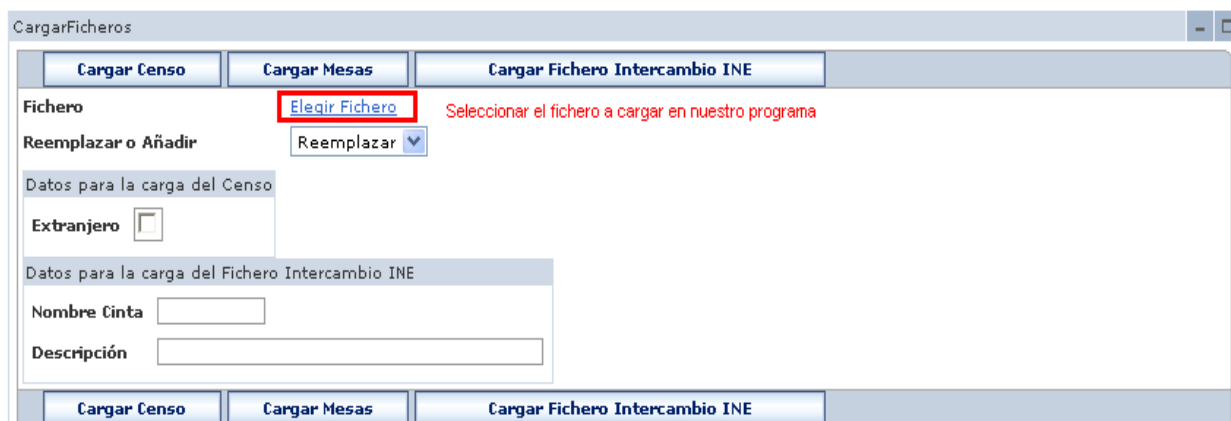 CargarFicheros
Cargar Censo Cargar Mesas Cargar Fichero Intercambio INE
Fichero Elegir Fichero Seleccionar el fichero a cargar en nuestro programa
Reemplazar o Añadir Reemplazar
Datos para la carga del Censo
Extranjero
Datos para la carga del Fichero Intercambio INE
Nombre Cinta
Descripción
Cargar Censo Cargar Mesas Cargar Fichero Intercambio INE